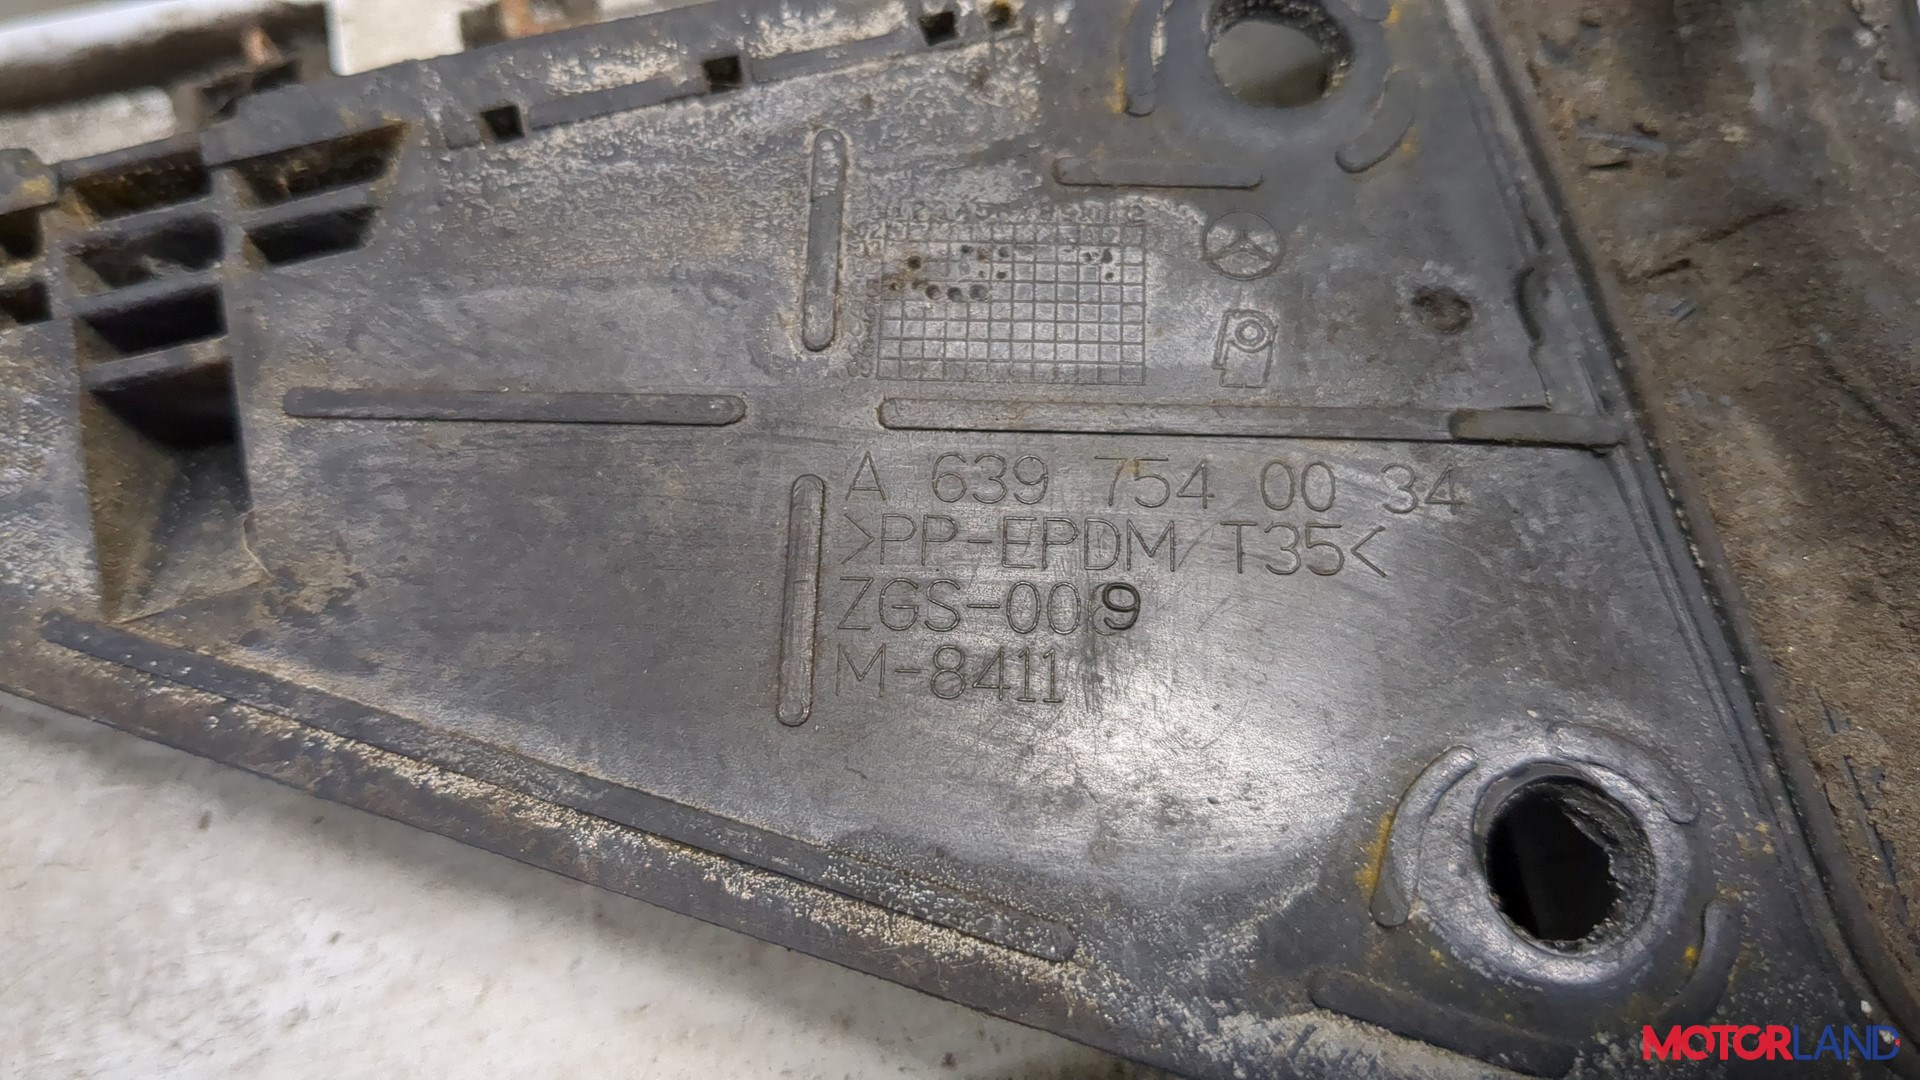 A 639 754 00 34
>PP-EPDM T35<
ZGS-009
M-8411
MOTORLAND